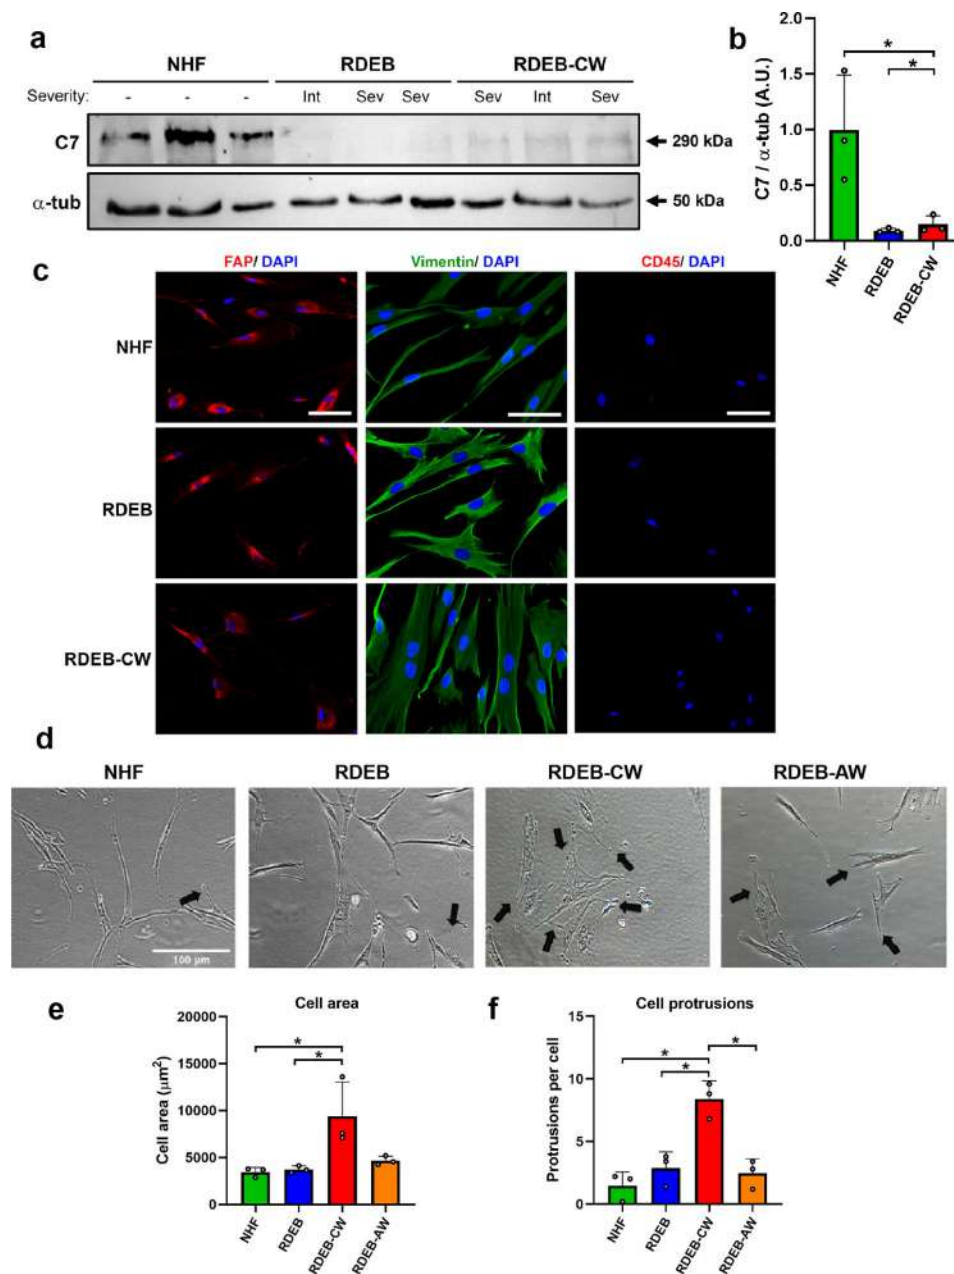 a
NHF RDEB RDEB-CW
Severity: - - - Int Sev Sev Sev Int Sev
C7 290 kDa
α-tub 50 kDa
b
C7 / α-tub (A.U.)
1.5
1.0
0.5
0.0
NHF RDEB RDEB-CW
* *
c
FAP/ DAPI Vimentin/ DAPI CD45/ DAPI
NHF
RDEB
RDEB-CW
d
NHF RDEB RDEB-CW RDEB-AW
100 µm
e
Cell area
Cell area (µm²)
20000
15000
10000
5000
0
* *
NHF RDEB RDEB-CW RDEB-AW
f
Cell protrusions
Protrusions per cell
15
10
5
0
* * *
NHF RDEB RDEB-CW RDEB-AW